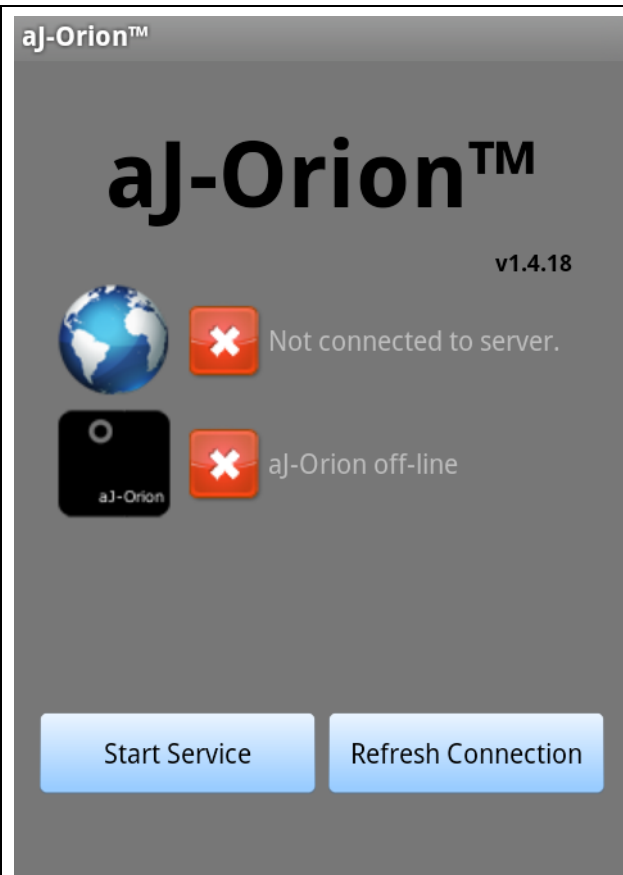 aJ-Orion™
aJ-Orion™
v1.4.18
Not connected to server.
aJ-Orion
aJ-Orion off-line
Start Service
Refresh Connection